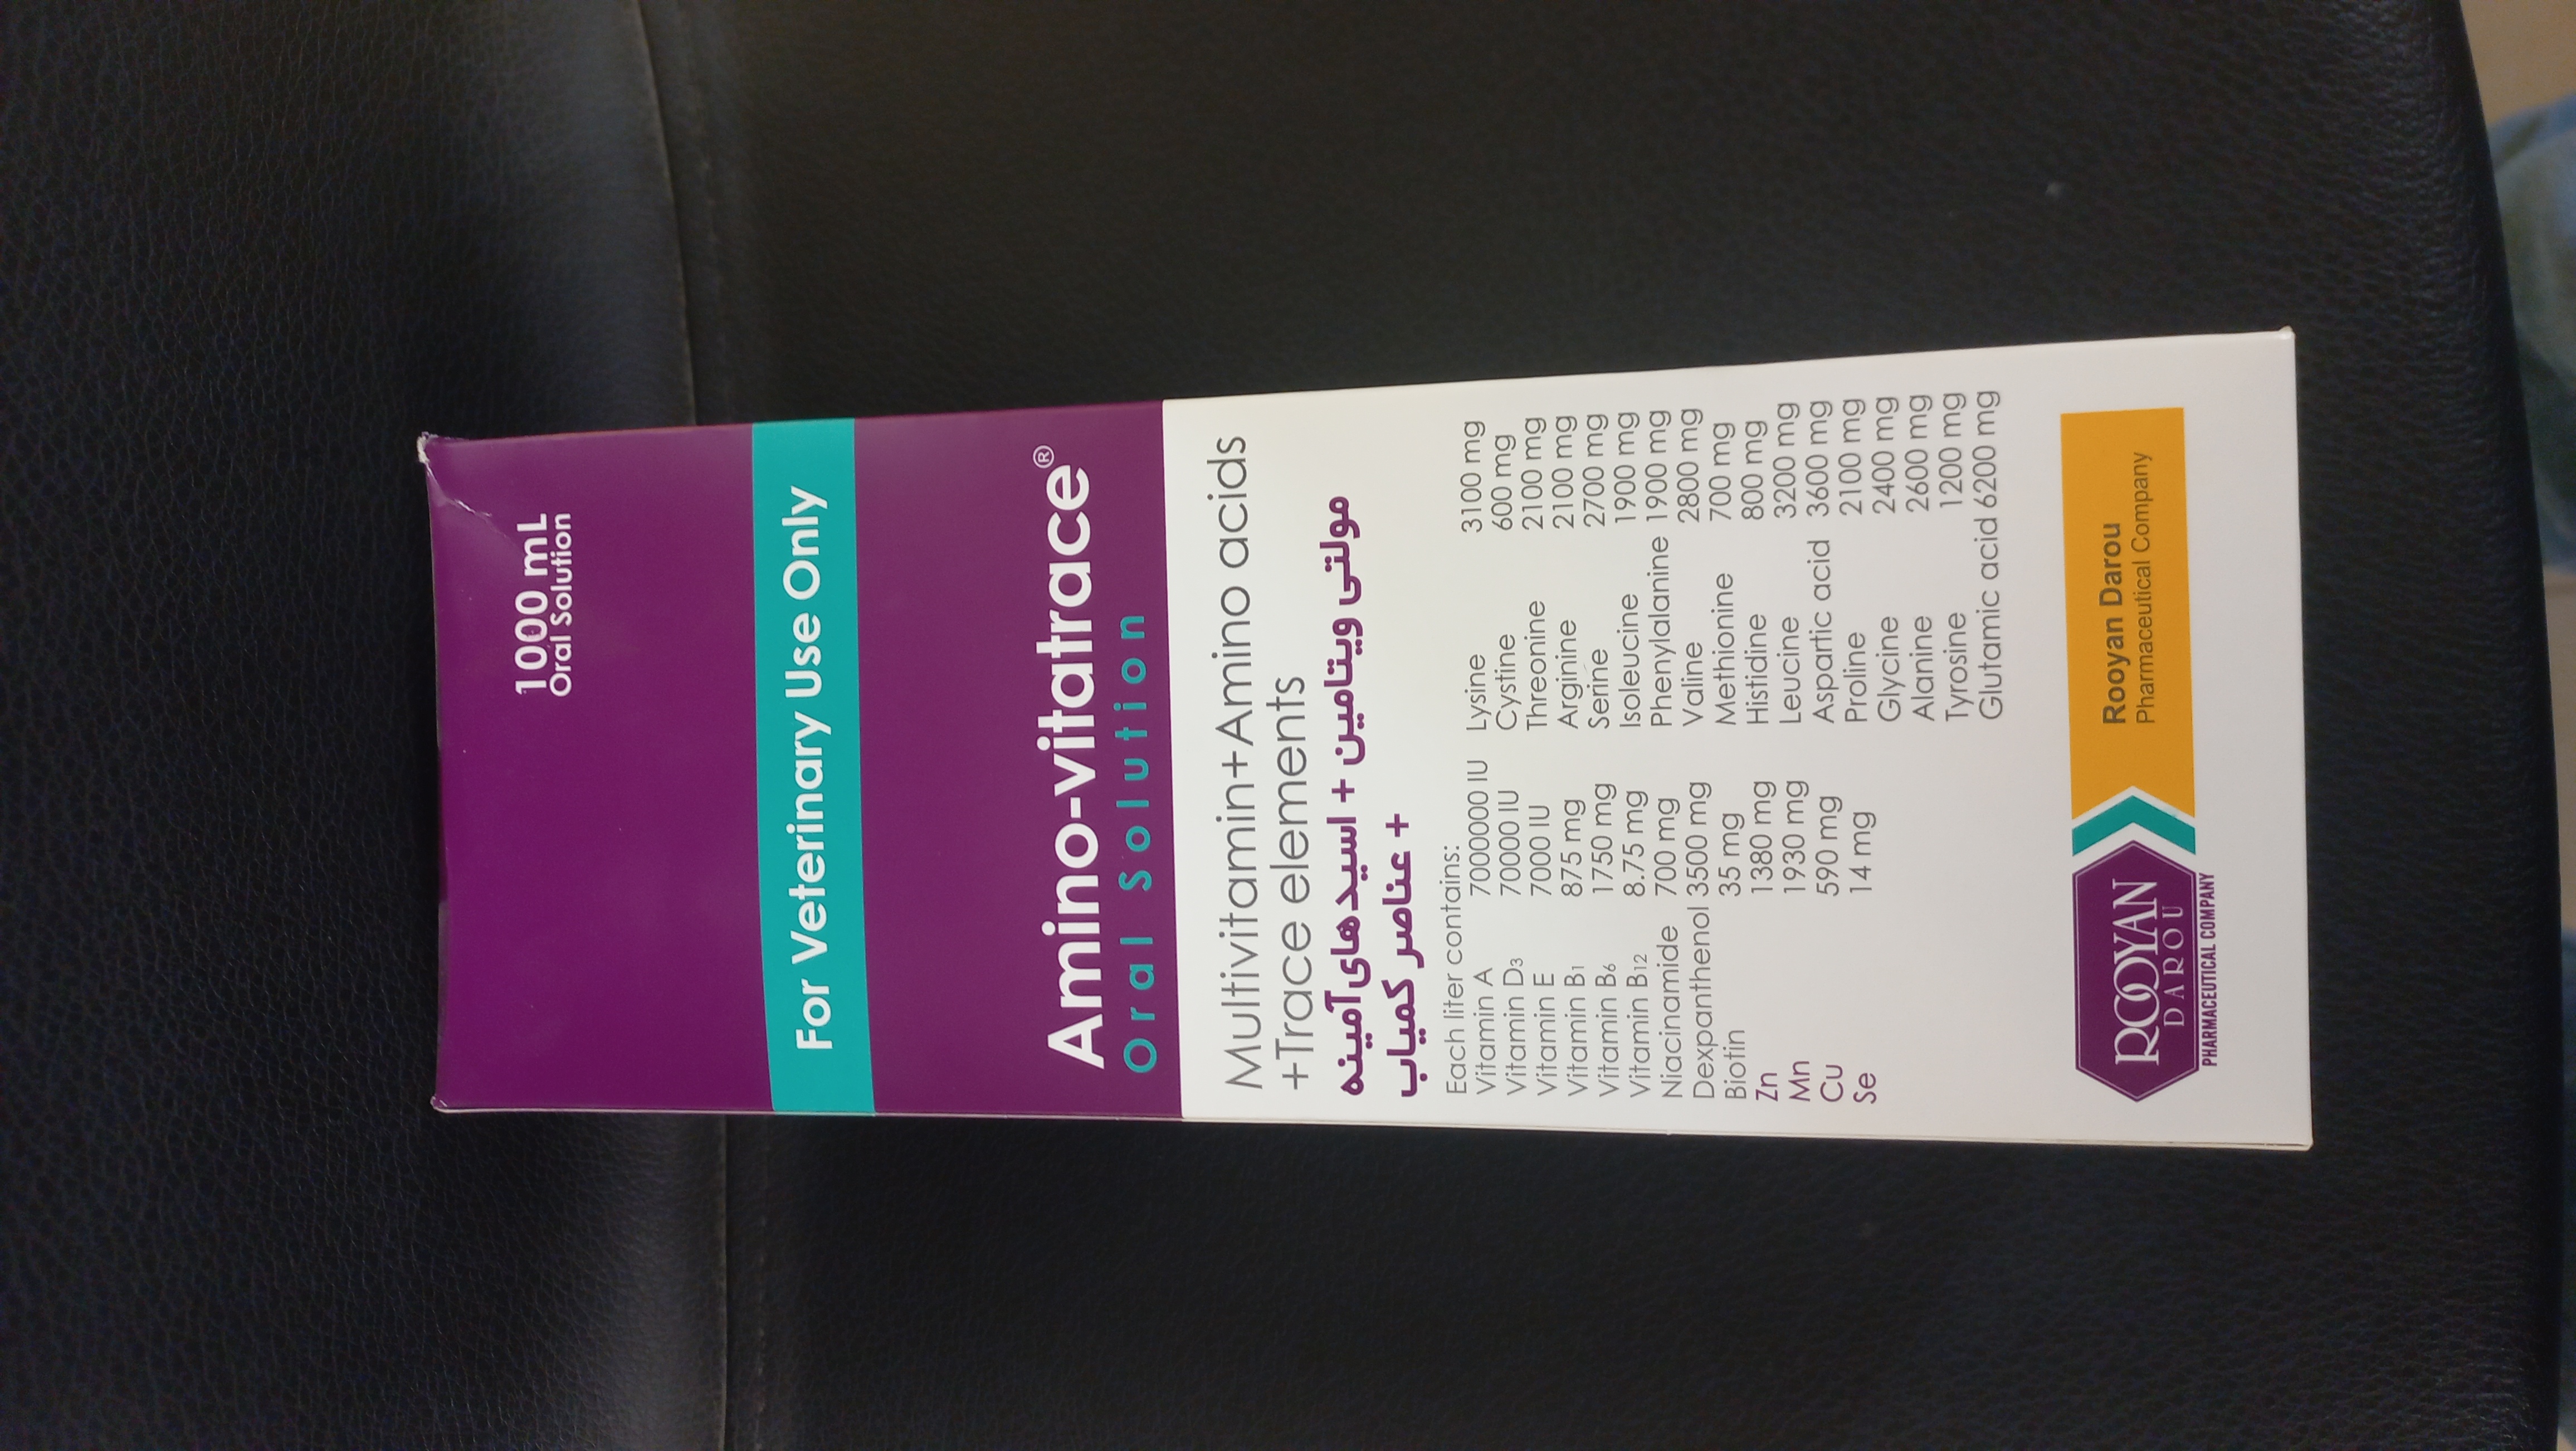 1000 mL
Oral Solution
For Veterinary Use Only
Amino-vitatrace®
Oral Solution
Multivitamin+Amino acids
+Trace elements
مولتی ویتامین + اسیدهای‌آمینه
+ عناصر کمیاب
Each liter contains:
Vitamin A 7000000 IU
Vitamin D3 70000 IU
Vitamin E 7000 IU
Vitamin B1 875 mg
Vitamin B6 1750 mg
Vitamin B12 8.75 mg
Niacinamide 700 mg
Dexpanthenol 3500 mg
Biotin 35 mg
Zn 1380 mg
Mn 1930 mg
Cu 590 mg
Se 14 mg
Lysine 3100 mg
Cystine 600 mg
Threonine 2100 mg
Arginine 2100 mg
Serine 2700 mg
Isoleucine 1900 mg
Phenylalanine 1900 mg
Valine 2800 mg
Methionine 700 mg
Histidine 800 mg
Leucine 3200 mg
Aspartic acid 3600 mg
Proline 2100 mg
Glycine 2400 mg
Alanine 2600 mg
Tyrosine 1200 mg
Glutamic acid 6200 mg
ROOYAN
DAROU
PHARMACEUTICAL COMPANY
Rooyan Darou
Pharmaceutical Company